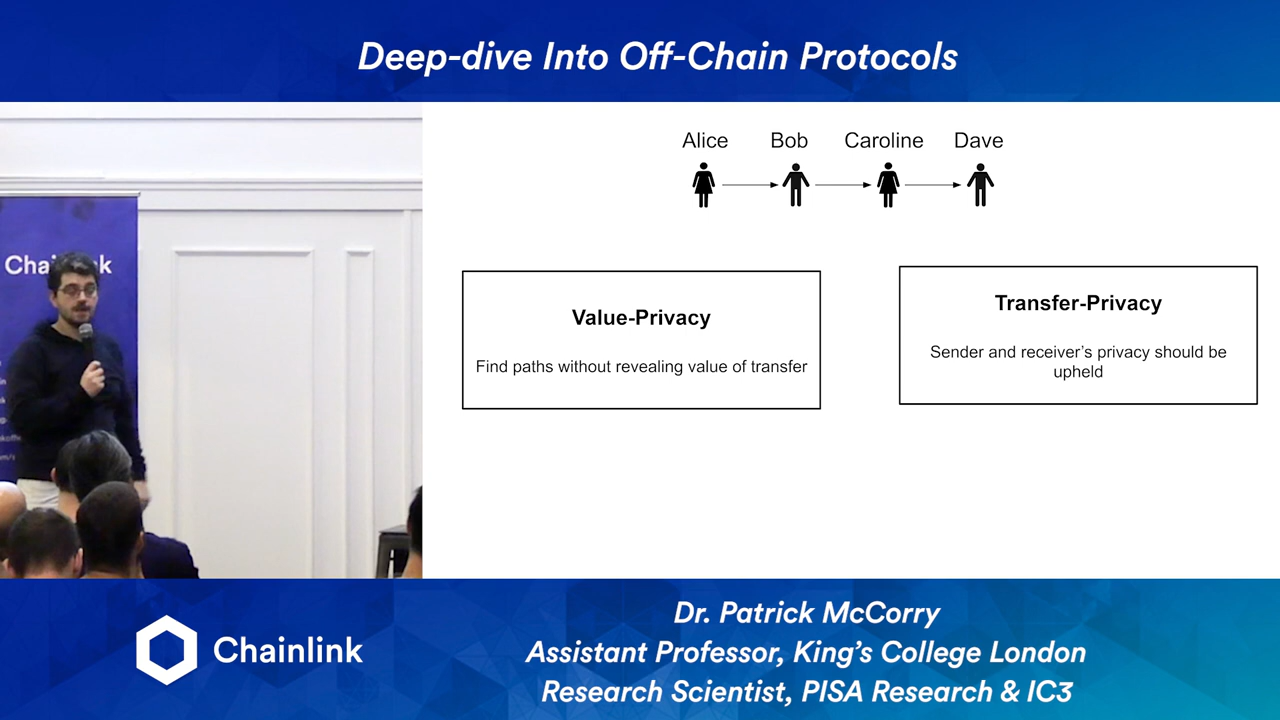 Deep-dive Into Off-Chain Protocols
Alice Bob Caroline Dave
Value-Privacy
Find paths without revealing value of transfer
Transfer-Privacy
Sender and receiver's privacy should be
upheld
Chainlink
Dr. Patrick McCorry
Assistant Professor, King's College London
Research Scientist, PISA Research & IC3